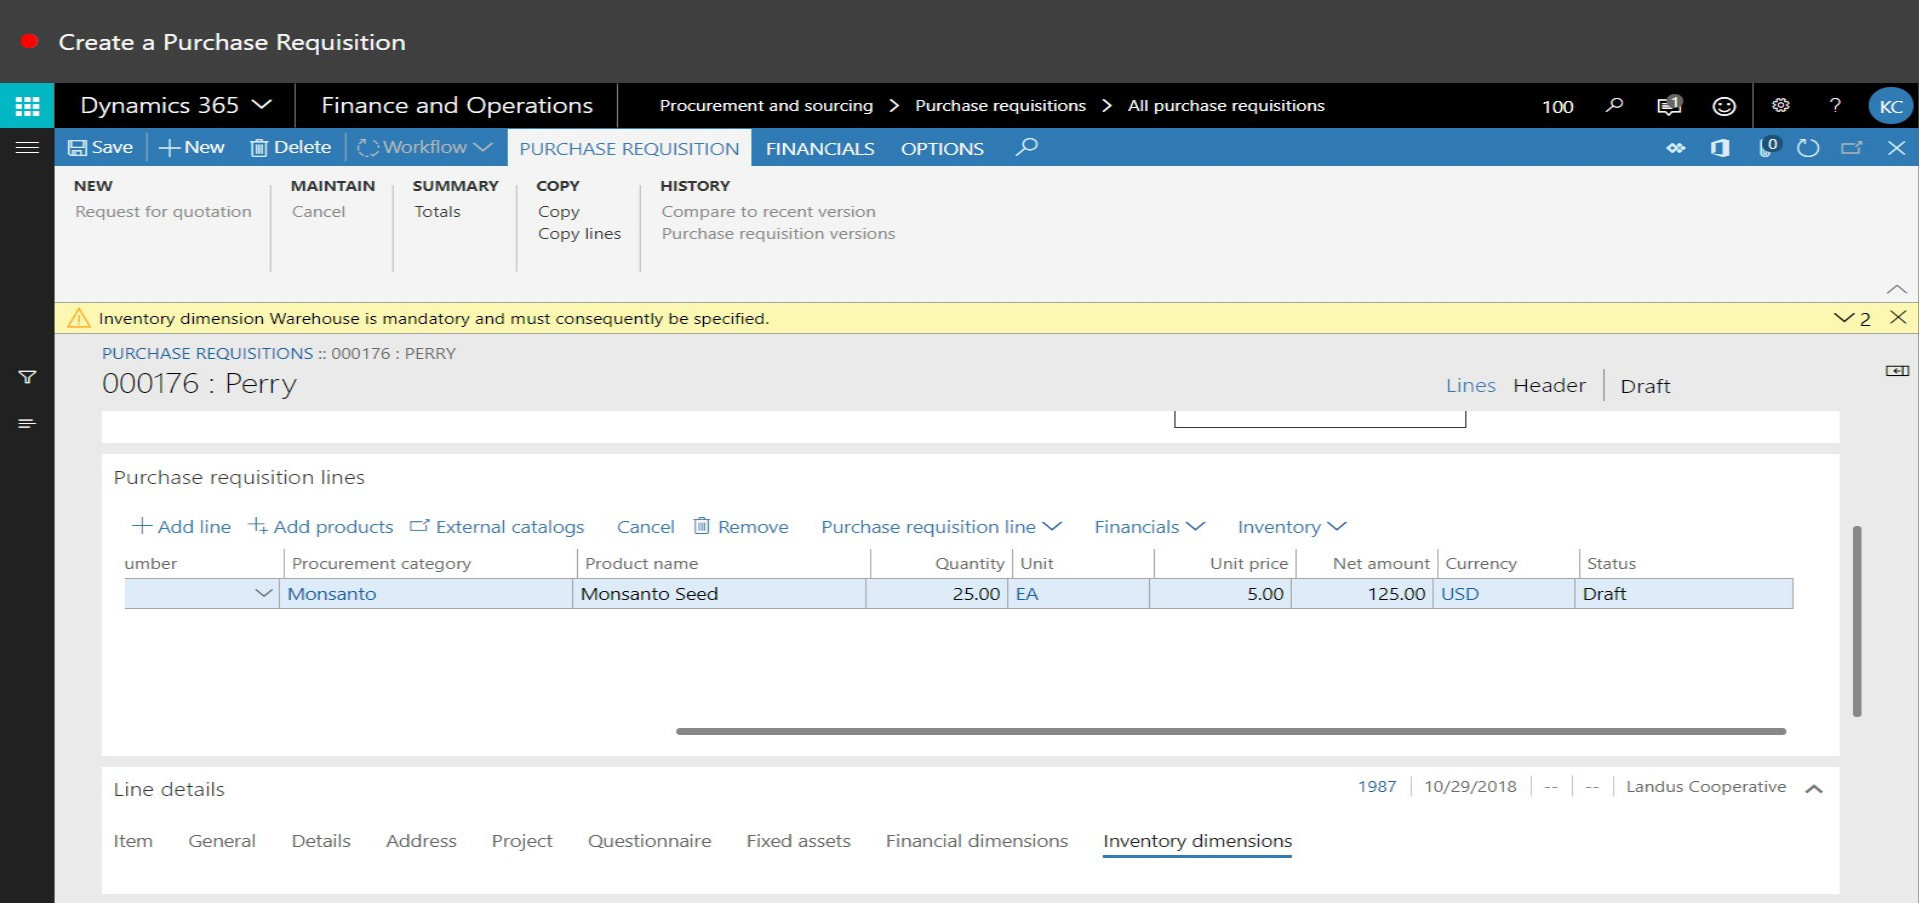 Create a Purchase Requisition
Dynamics 365 Finance and Operations Procurement and sourcing > Purchase requisitions > All purchase requisitions 100 1 ? KC
Save New Delete Workflow PURCHASE REQUISITION FINANCIALS OPTIONS 0
NEW MAINTAIN SUMMARY COPY HISTORY
Request for quotation Cancel Totals Copy Compare to recent version
Copy lines Purchase requisition versions
Inventory dimension Warehouse is mandatory and must consequently be specified. 2
PURCHASE REQUISITIONS :: 000176 : PERRY
000176 : Perry Lines Header Draft
Purchase requisition lines
Add line Add products External catalogs Cancel Remove Purchase requisition line Financials Inventory
umber Procurement category Product name Quantity Unit Unit price Net amount Currency Status
Monsanto Monsanto Seed 25.00 EA 5.00 125.00 USD Draft
Line details 1987 10/29/2018 -- -- Landus Cooperative
Item General Details Address Project Questionnaire Fixed assets Financial dimensions Inventory dimensions